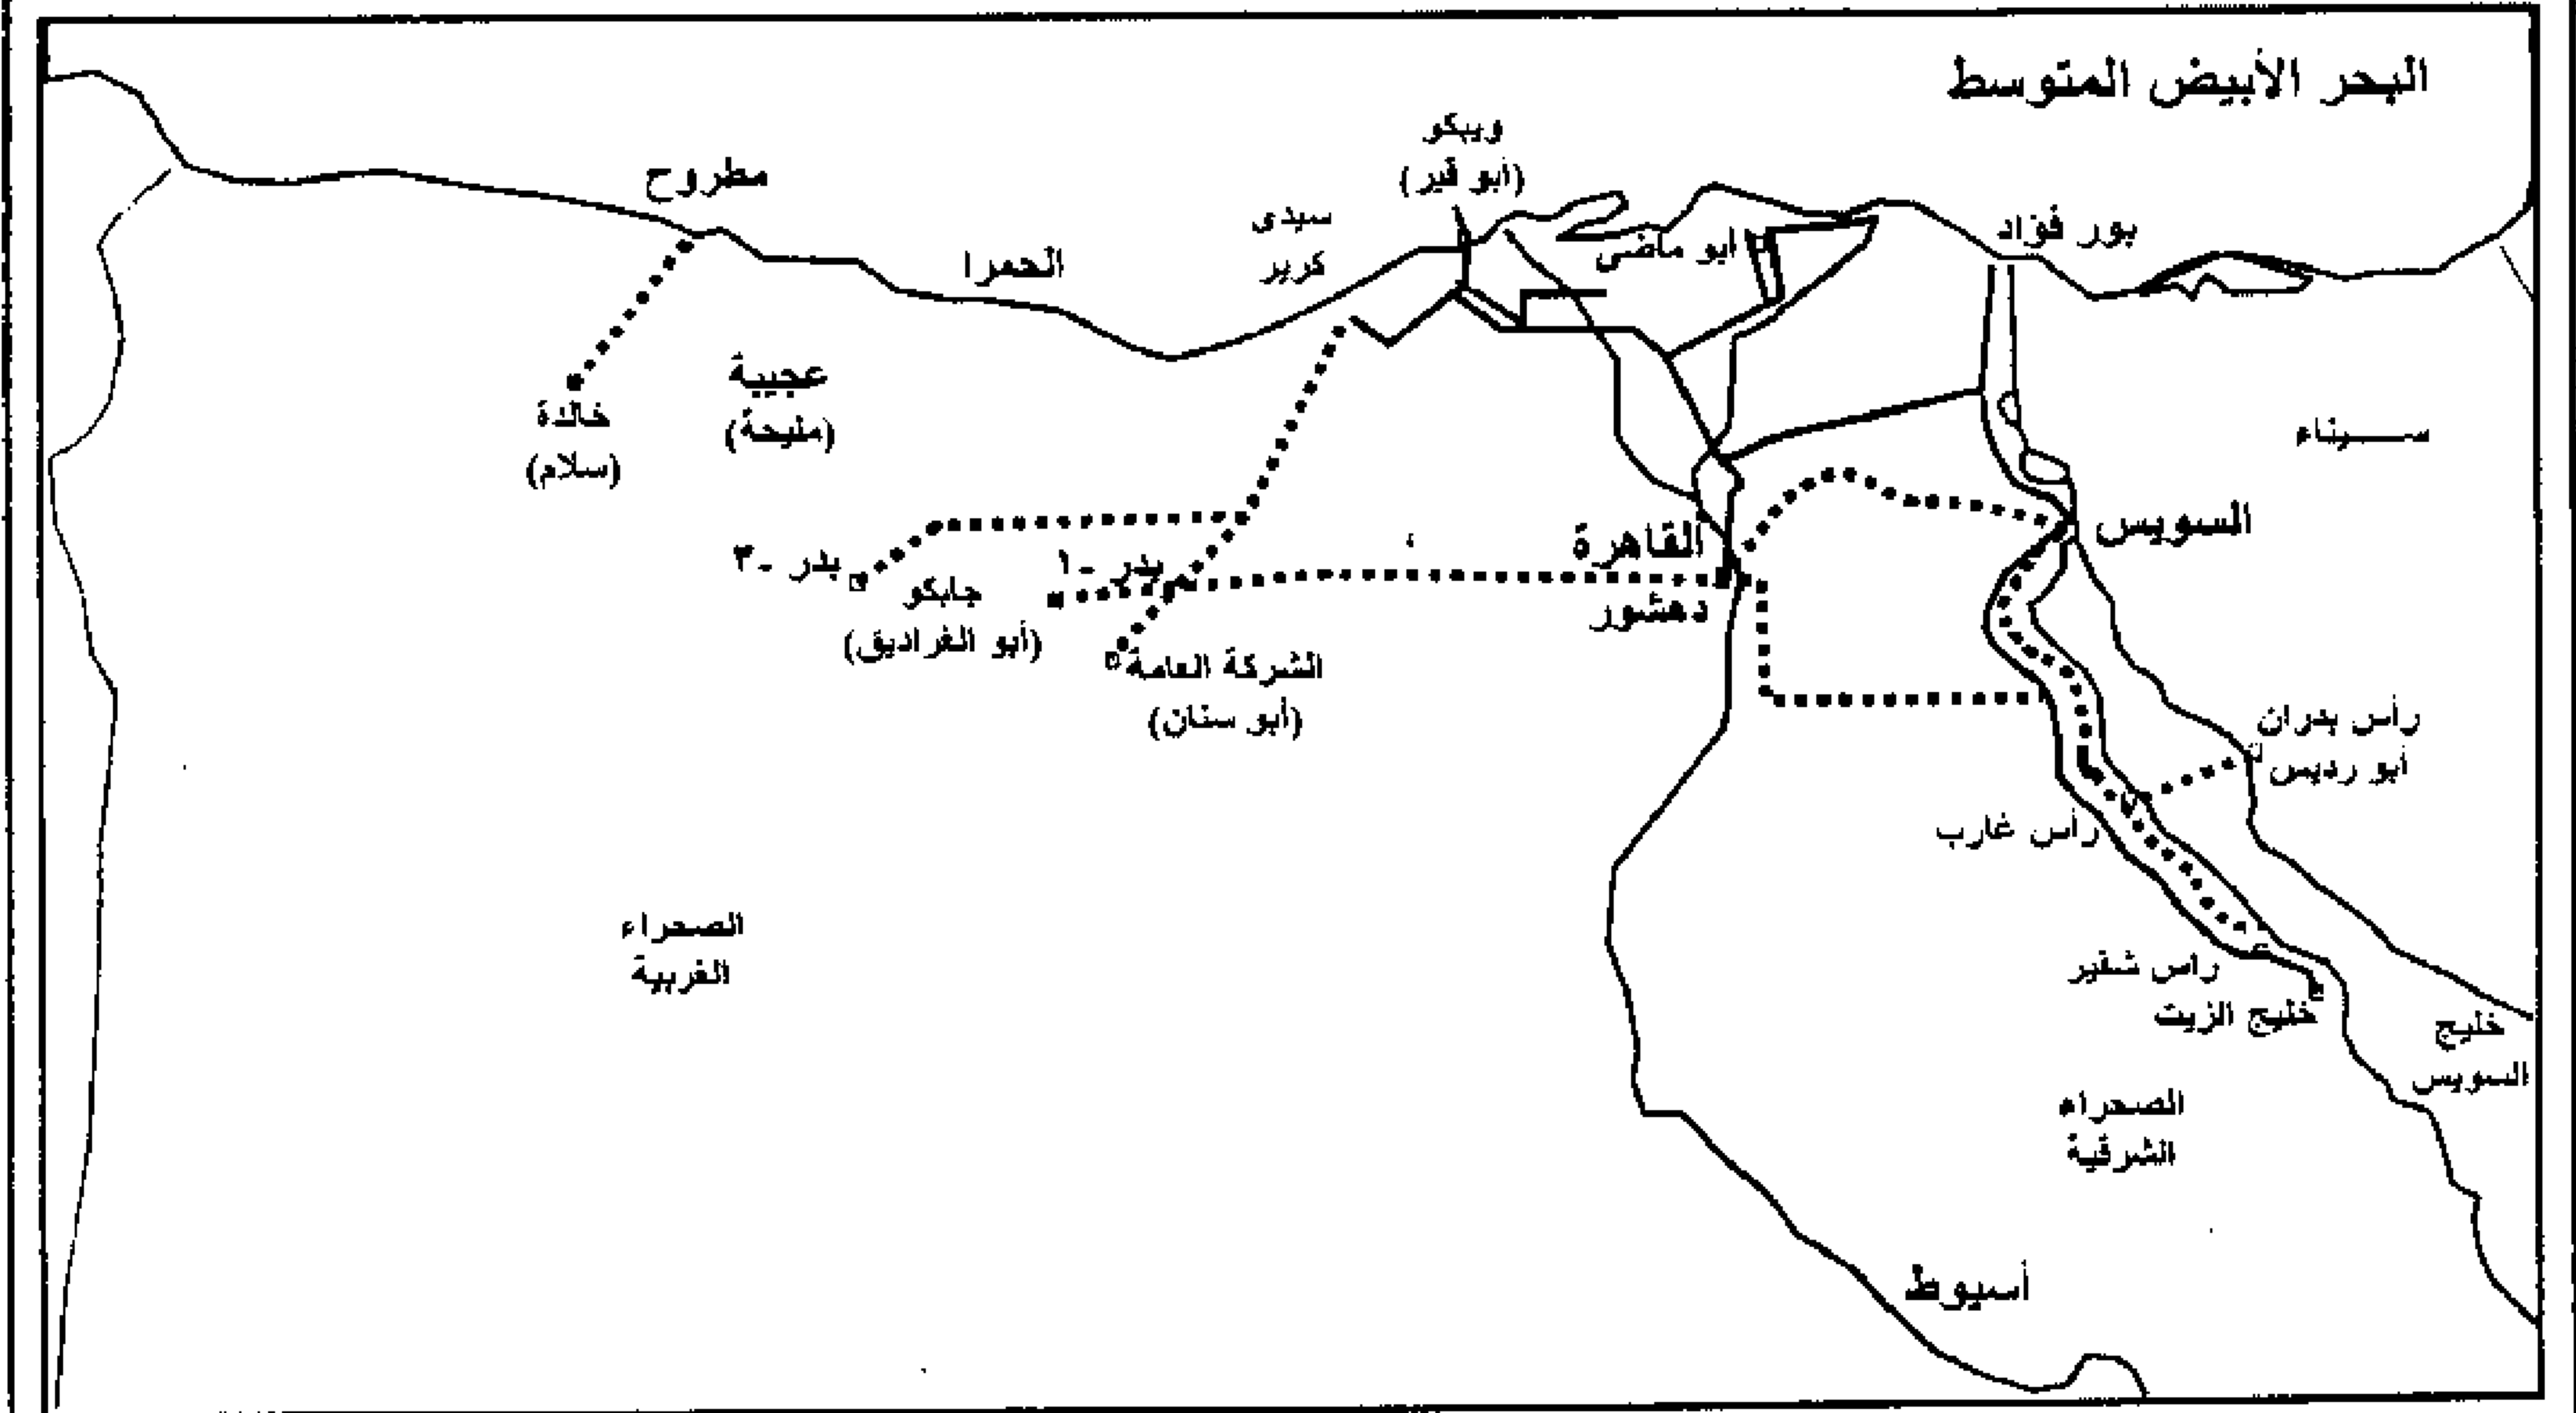 البحر الأبيض المتوسط
ويبكو
(أبو قير)
مطروح
سيدى
كرير
الحمرا
أبو ماضى
بور فؤاد
عجيبة
(مليحة)
خالدة
(سلام)
سيناء
السويس
القاهرة
دهشور
بدر -٣
بدر -١
جابكو
(أبو الغراديق)
الشركة العامة
(أبو سنان)
رأس بدران
أبو رديس
رأس غارب
الصحراء
الغربية
راس شقير
خليج الزيت
خليج
السويس
الصحراء
الشرقية
أسيوط